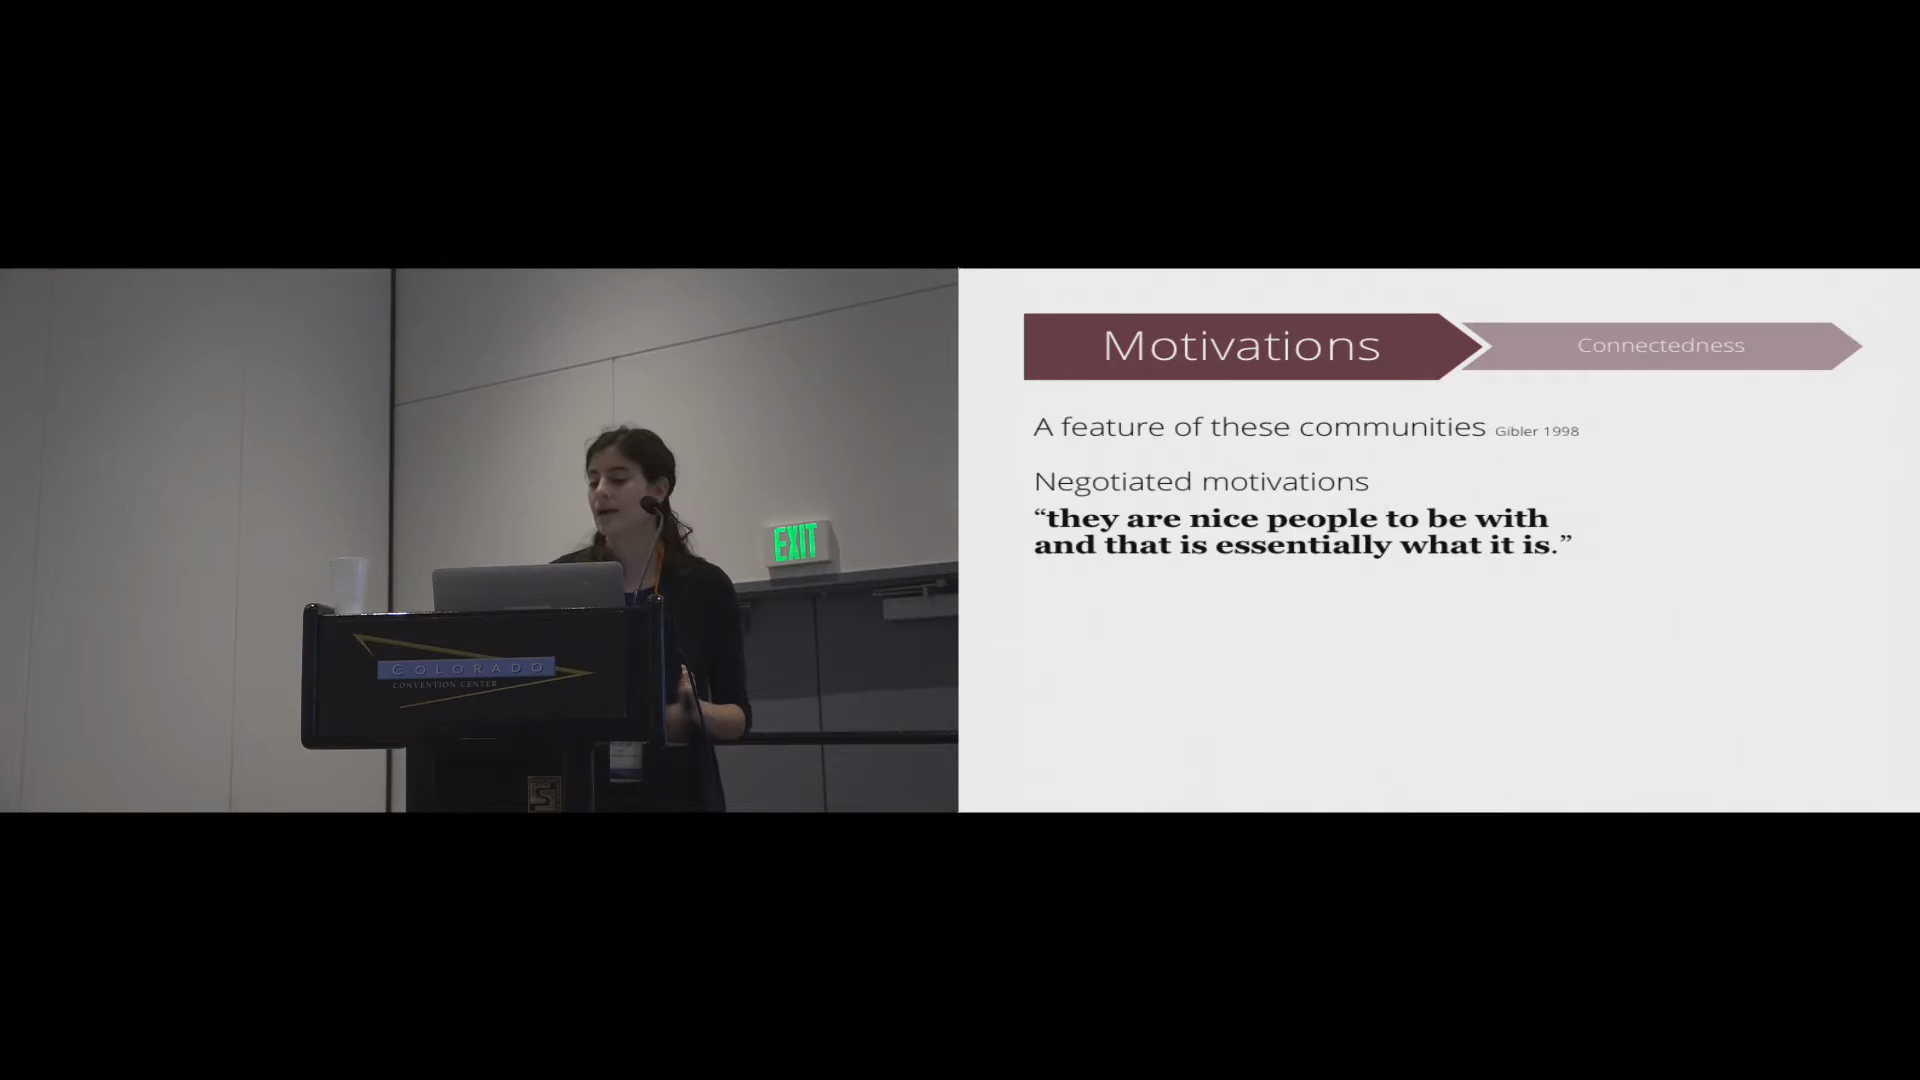 EXIT
COLORADO
CONVENTION CENTER
Motivations
Connectedness
A feature of these communities Gibler 1998
Negotiated motivations
“they are nice people to be with
and that is essentially what it is.”